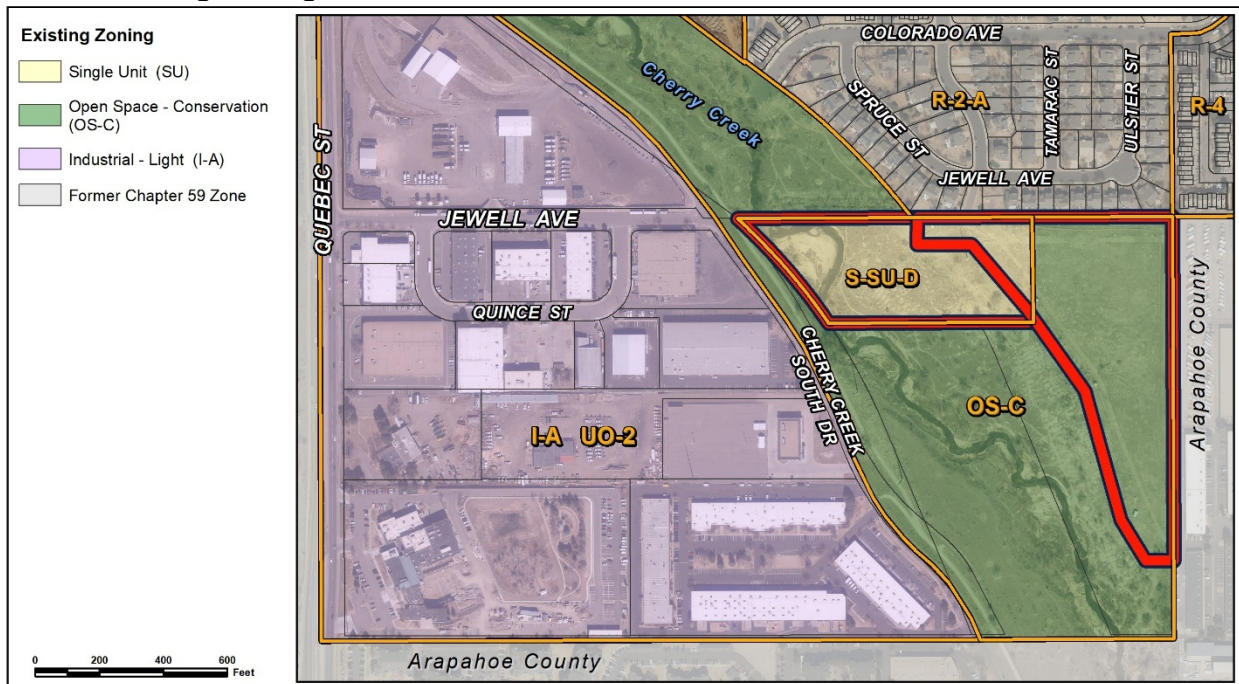 Existing Zoning
Single Unit (SU)
Open Space - Conservation
(OS-C)
Industrial - Light (I-A)
Former Chapter 59 Zone
0 200 400 600
Feet
QUEBEC ST
COLORADO AVE
Cherry Creek
SPRUCE ST
R-2-A
TAMARAC ST
ULSTER ST
R-4
JEWELL AVE
JEWELL AVE
S-SU-D
QUINCE ST
Arapahoe County
CHERRY CREEK
SOUTH DR
OS-C
I-A UO-2
Arapahoe County